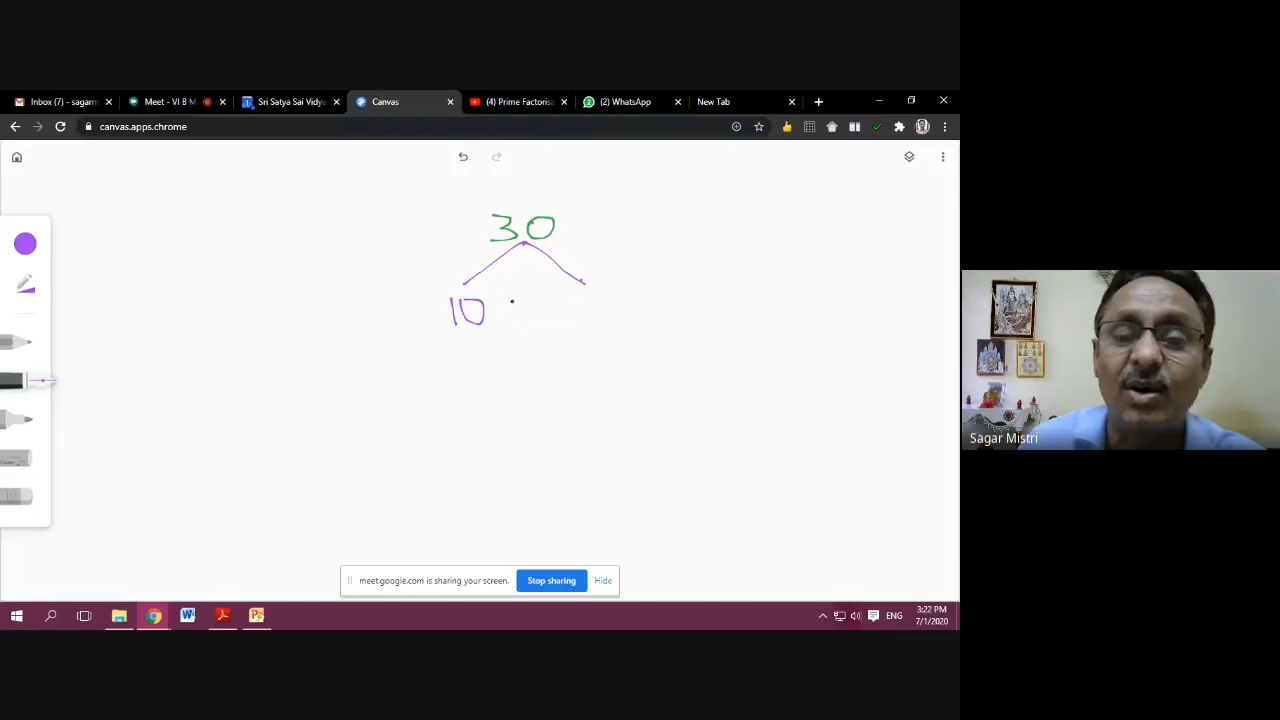 Inbox (7) - sagarm
Meet - VI B M
Sri Satya Sai Vidya
Canvas
(4) Prime Factoris
(2) WhatsApp
New Tab
canvas.apps.chrome
30
10
Sagar Mistri
meet.google.com is sharing your screen.
Stop sharing
Hide
ENG
3:22 PM
7/1/2020